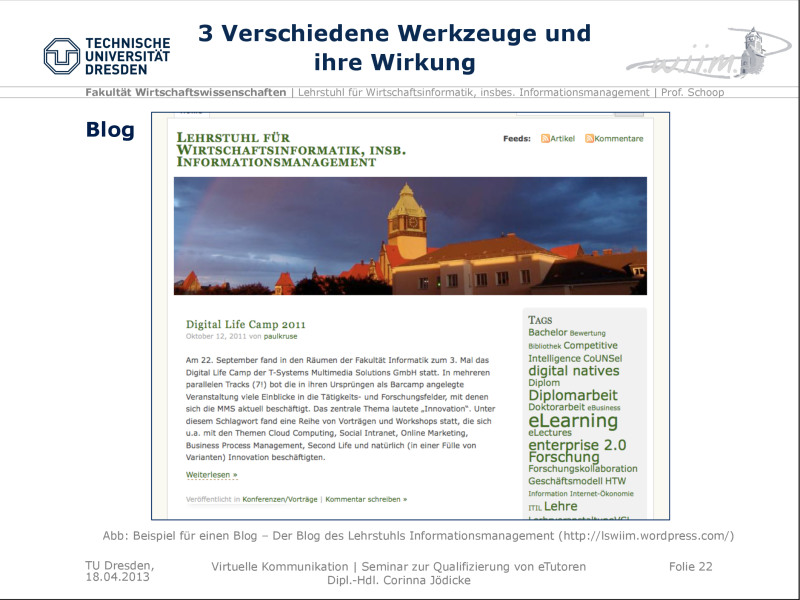 3 Verschiedene Werkzeuge und
ihre Wirkung
TECHNISCHE
UNIVERSITÄT
DRESDEN
w.i.i.m.
Fakultät Wirtschaftswissenschaften | Lehrstuhl für Wirtschaftsinformatik, insbes. Informationsmanagement | Prof. Schoop
Blog
Lehrstuhl für
Wirtschaftsinformatik, insb.
Informationsmanagement
Feeds: Artikel Kommentare
Digital Life Camp 2011
Oktober 12, 2011 von paulkruse
Am 22. September fand in den Räumen der Fakultät Informatik zum 3. Mal das
Digital Life Camp der T-Systems Multimedia Solutions GmbH statt. In mehreren
parallelen Tracks (7!) bot die in ihren Ursprüngen als Barcamp angelegte
Veranstaltung viele Einblicke in die Tätigkeits- und Forschungsfelder, mit denen
sich die MMS aktuell beschäftigt. Das zentrale Thema lautete „Innovation“. Unter
diesem Schlagwort fand eine Reihe von Vorträgen und Workshops statt, die sich
u.a. mit den Themen Cloud Computing, Social Intranet, Online Marketing,
Business Process Management, Second Life und natürlich (in einer Fülle von
Varianten) Innovation beschäftigten.
Weiterlesen »
Veröffentlicht in Konferenzen/Vorträge | Kommentar schreiben »
Tags
Bachelor Bewertung
Bibliothek Competitive
Intelligence CoUNSel
digital natives
Diplom
Diplomarbeit
Doktorarbeit eBusiness
eLearning
eLectures
enterprise 2.0
Forschung
Forschungskollaboration
Geschäftsmodell HTW
Information Internet-Ökonomie
ITIL Lehre
Abb: Beispiel für einen Blog – Der Blog des Lehrstuhls Informationsmanagement (http://lswiim.wordpress.com/)
TU Dresden,
18.04.2013
Virtuelle Kommunikation | Seminar zur Qualifizierung von eTutoren
Dipl.-Hdl. Corinna Jödicke
Folie 22